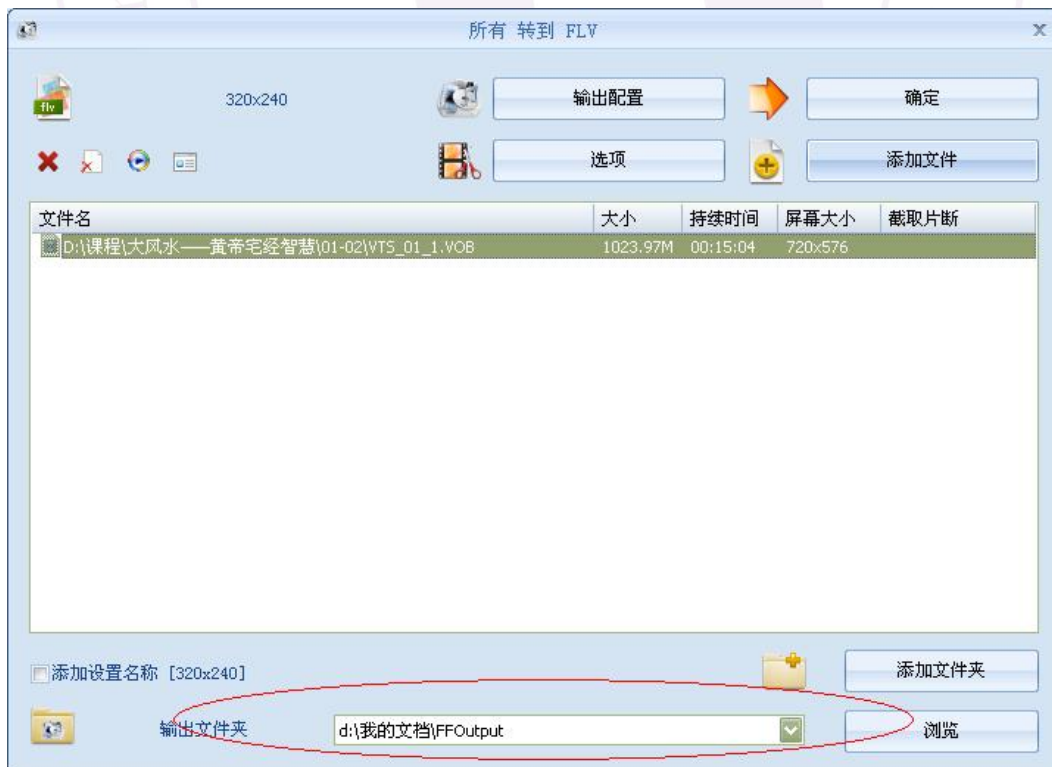 所有 转到 FLV
flv
320x240
输出配置
确定
选项
添加文件
文件名 大小 持续时间 屏幕大小 截取片断
D:\课程\大风水——黄帝宅经智慧\01-02\VTS_01_1.VOB 1023.97M 00:15:04 720x576
添加设置名称 [320x240]
添加文件夹
输出文件夹 d:\我的文档\FFOutput 浏览